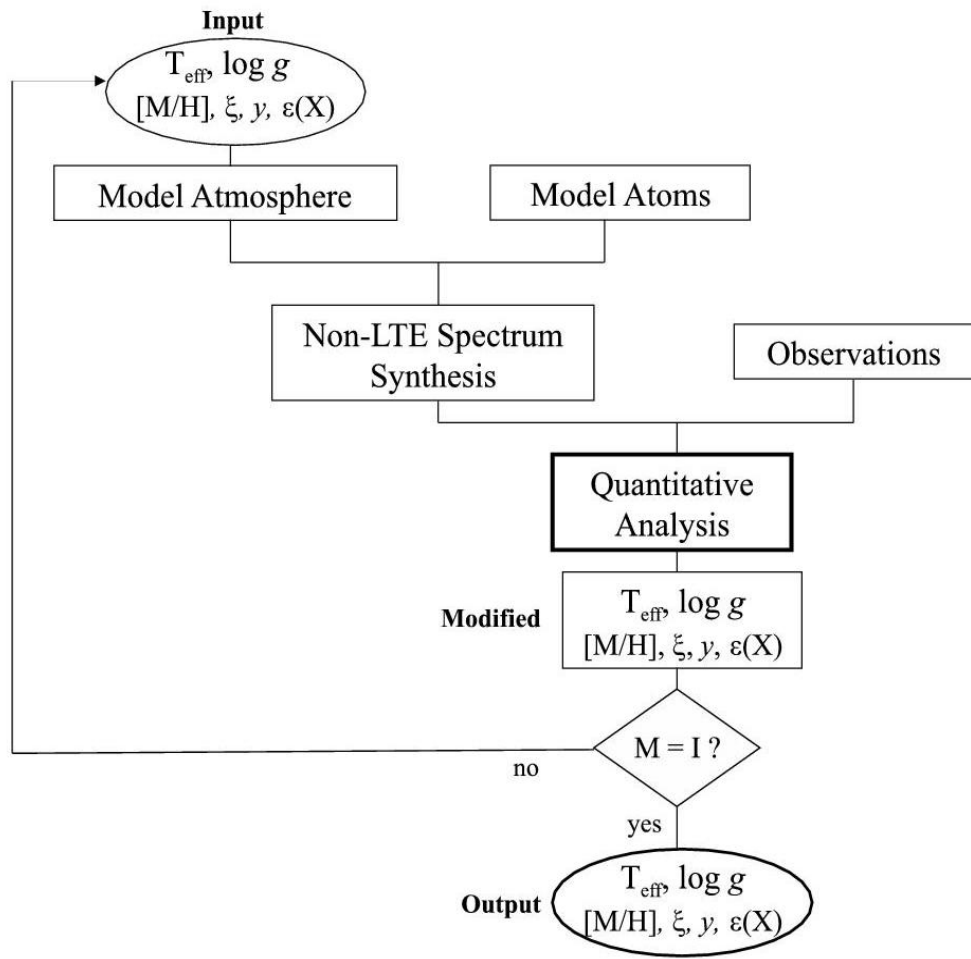 Input
T_eff, log g
[M/H], ξ, y, ε(X)
Model Atmosphere
Model Atoms
Non-LTE Spectrum
Synthesis
Observations
Quantitative
Analysis
Modified
T_eff, log g
[M/H], ξ, y, ε(X)
M = I ?
no
yes
Output
T_eff, log g
[M/H], ξ, y, ε(X)